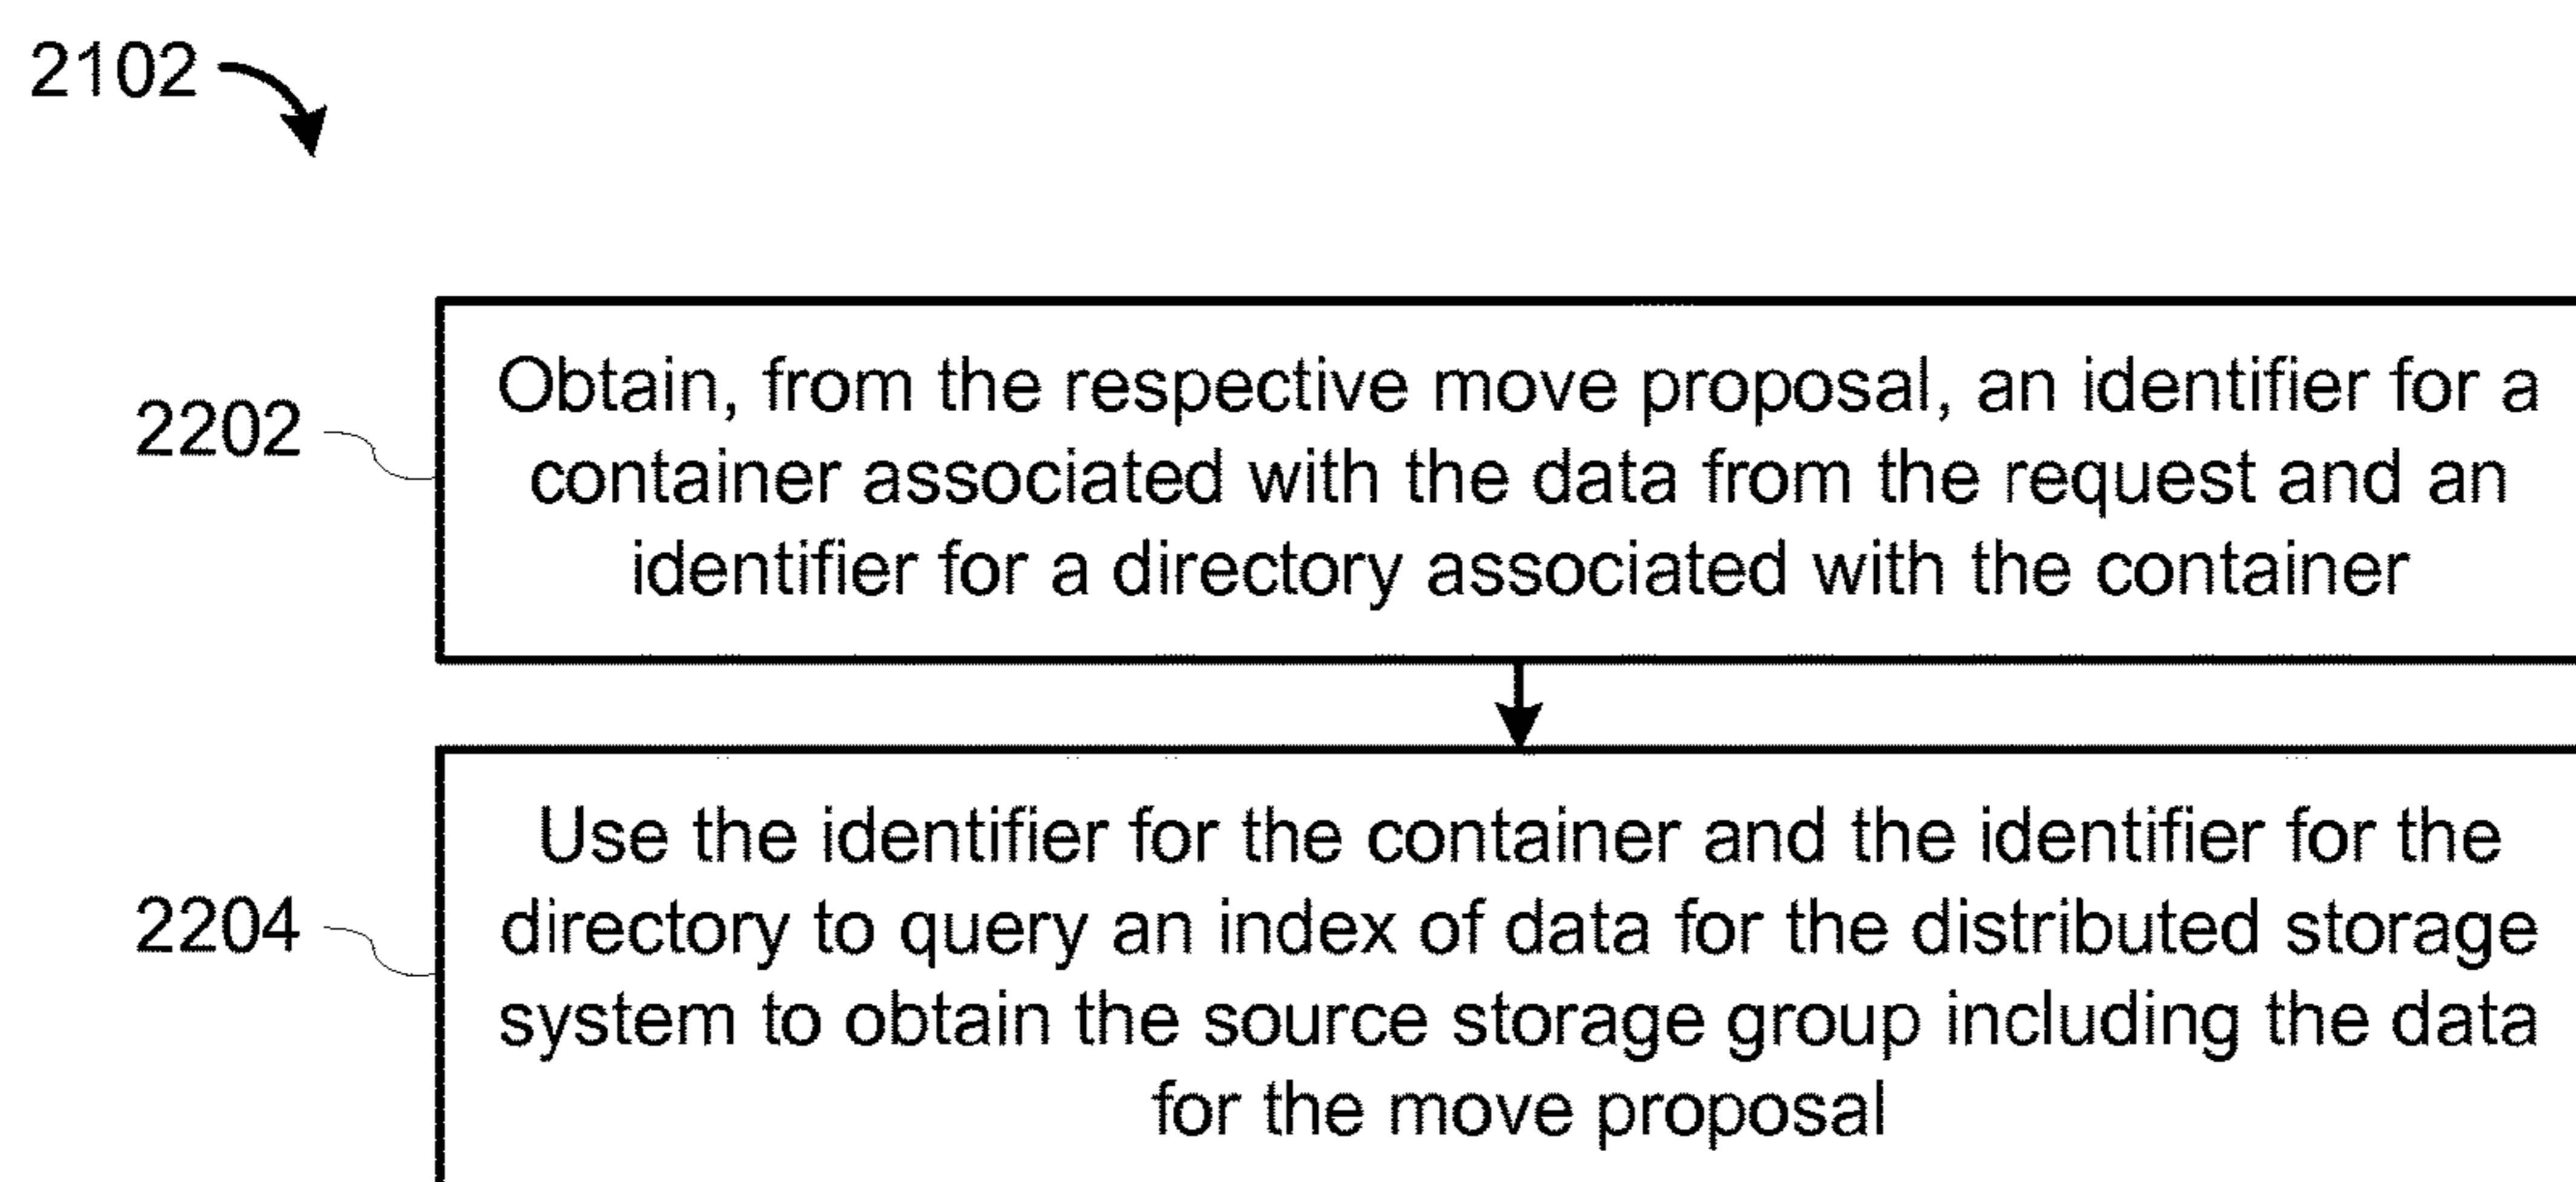 2102
2202
Obtain, from the respective move proposal, an identifier for a
container associated with the data from the request and an
identifier for a directory associated with the container
2204
Use the identifier for the container and the identifier for the
directory to query an index of data for the distributed storage
system to obtain the source storage group including the data
for the move proposal